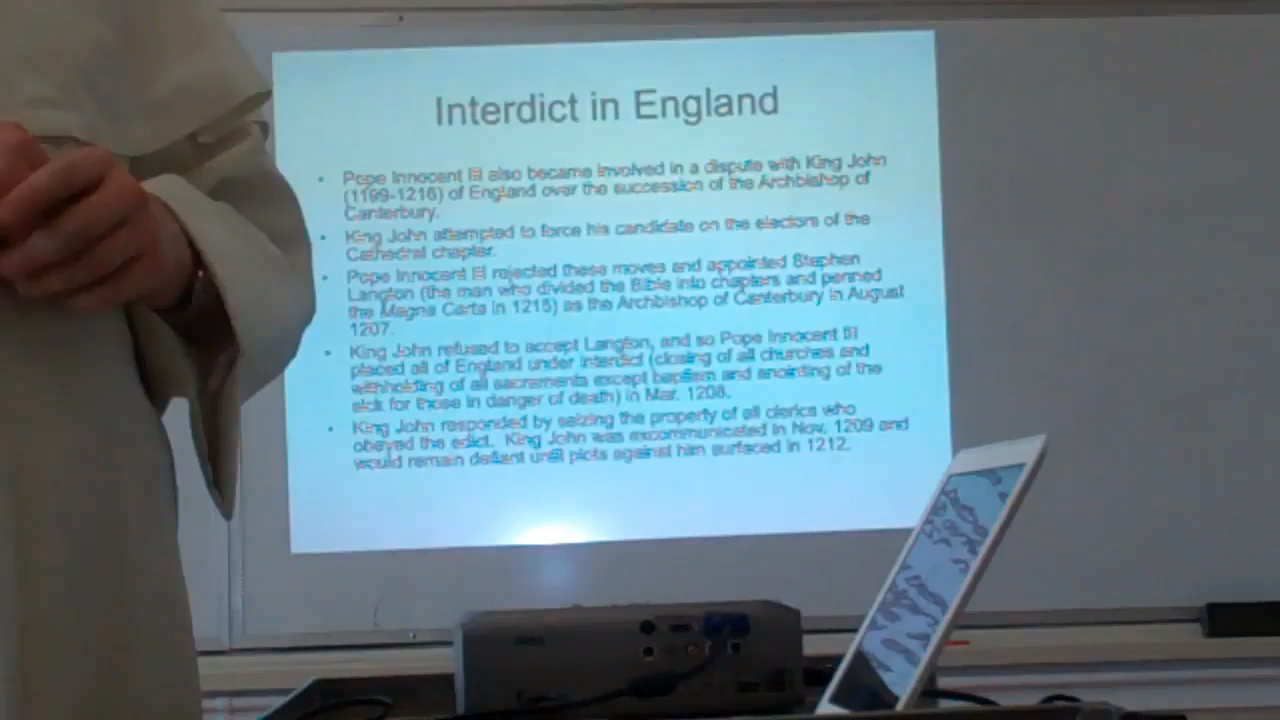 Interdict in England
• Pope Innocent III also became involved in a dispute with King John
(1199-1216) of England over the succession of the Archbishop of
Canterbury.
• King John attempted to force his candidate on the electors of the
Cathedral chapter.
• Pope Innocent III rejected these moves and appointed Stephen
Langton (the man who divided the Bible into chapters and penned
the Magna Carta in 1215) as the Archbishop of Canterbury in August
1207.
• King John refused to accept Langton, and so Pope Innocent III
placed all of England under interdict (closing of all churches and
withholding of all sacraments except baptism and anointing of the
sick for those in danger of death) in Mar. 1208.
• King John responded by seizing the property of all clerics who
obeyed the edict. King John was excommunicated in Nov. 1209 and
would remain defiant until plots against him surfaced in 1212.